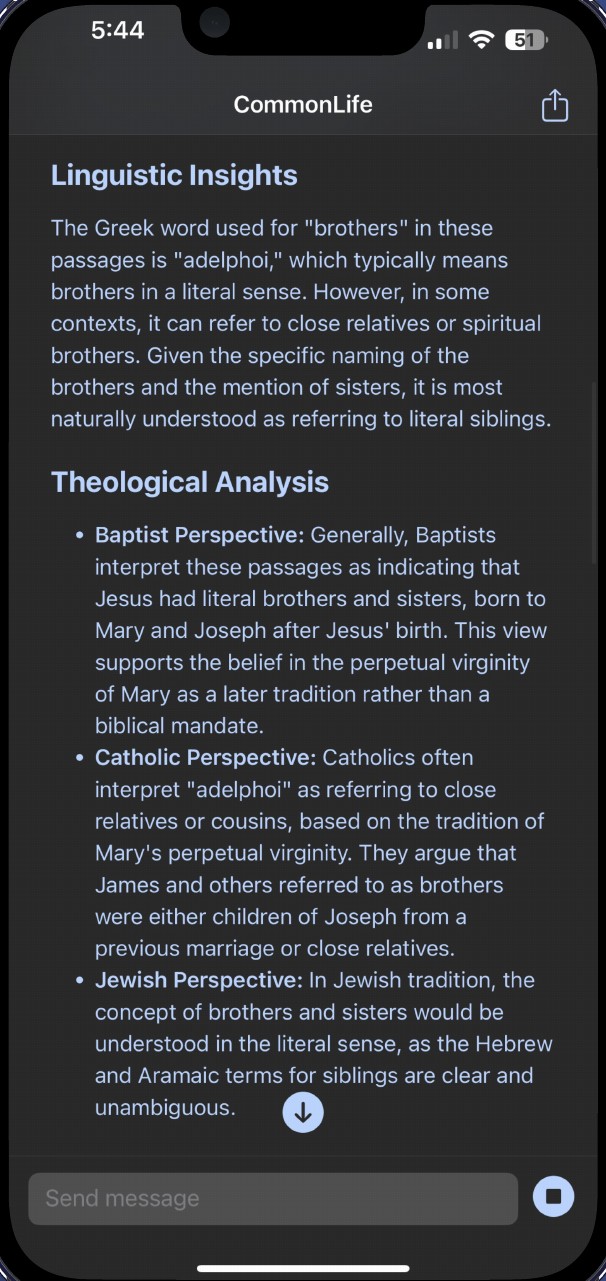 5:44
51
CommonLife
Linguistic Insights
The Greek word used for "brothers" in these
passages is "adelphoi," which typically means
brothers in a literal sense. However, in some
contexts, it can refer to close relatives or spiritual
brothers. Given the specific naming of the
brothers and the mention of sisters, it is most
naturally understood as referring to literal siblings.
Theological Analysis
• Baptist Perspective: Generally, Baptists
interpret these passages as indicating that
Jesus had literal brothers and sisters, born to
Mary and Joseph after Jesus' birth. This view
supports the belief in the perpetual virginity
of Mary as a later tradition rather than a
biblical mandate.
• Catholic Perspective: Catholics often
interpret "adelphoi" as referring to close
relatives or cousins, based on the tradition of
Mary's perpetual virginity. They argue that
James and others referred to as brothers
were either children of Joseph from a
previous marriage or close relatives.
• Jewish Perspective: In Jewish tradition, the
concept of brothers and sisters would be
understood in the literal sense, as the Hebrew
and Aramaic terms for siblings are clear and
unambiguous.
Send message